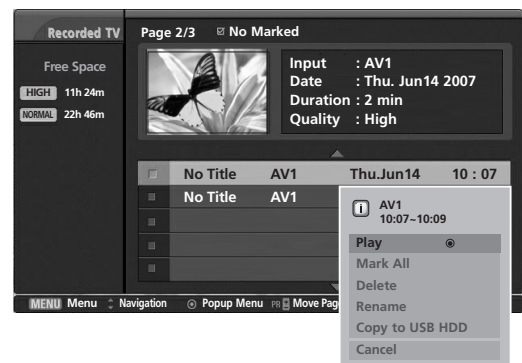 Recorded TV
Page 2/3 ☑ No Marked
Free Space
HIGH 11h 24m
NORMAL 22h 46m
Input : AV1
Date : Thu. Jun14 2007
Duration : 2 min
Quality : High
No Title AV1 Thu.Jun14 10 : 07
No Title AV1
i AV1
10:07~10:09
Play
Mark All
Delete
Rename
Copy to USB HDD
Cancel
MENU Menu Navigation Popup Menu PR Move Pag